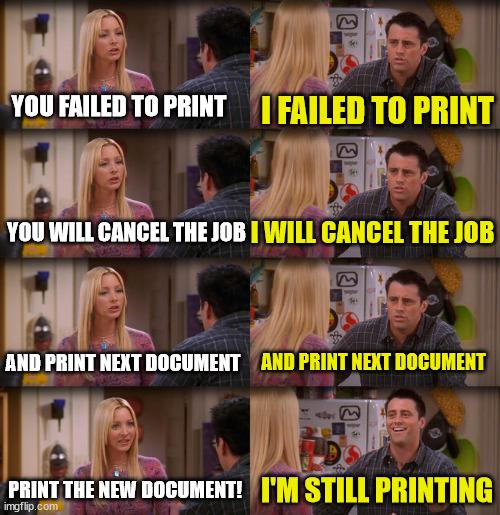 YOU FAILED TO PRINT
I FAILED TO PRINT
YOU WILL CANCEL THE JOB
I WILL CANCEL THE JOB
AND PRINT NEXT DOCUMENT
AND PRINT NEXT DOCUMENT
PRINT THE NEW DOCUMENT!
I'M STILL PRINTING
imgflip.com